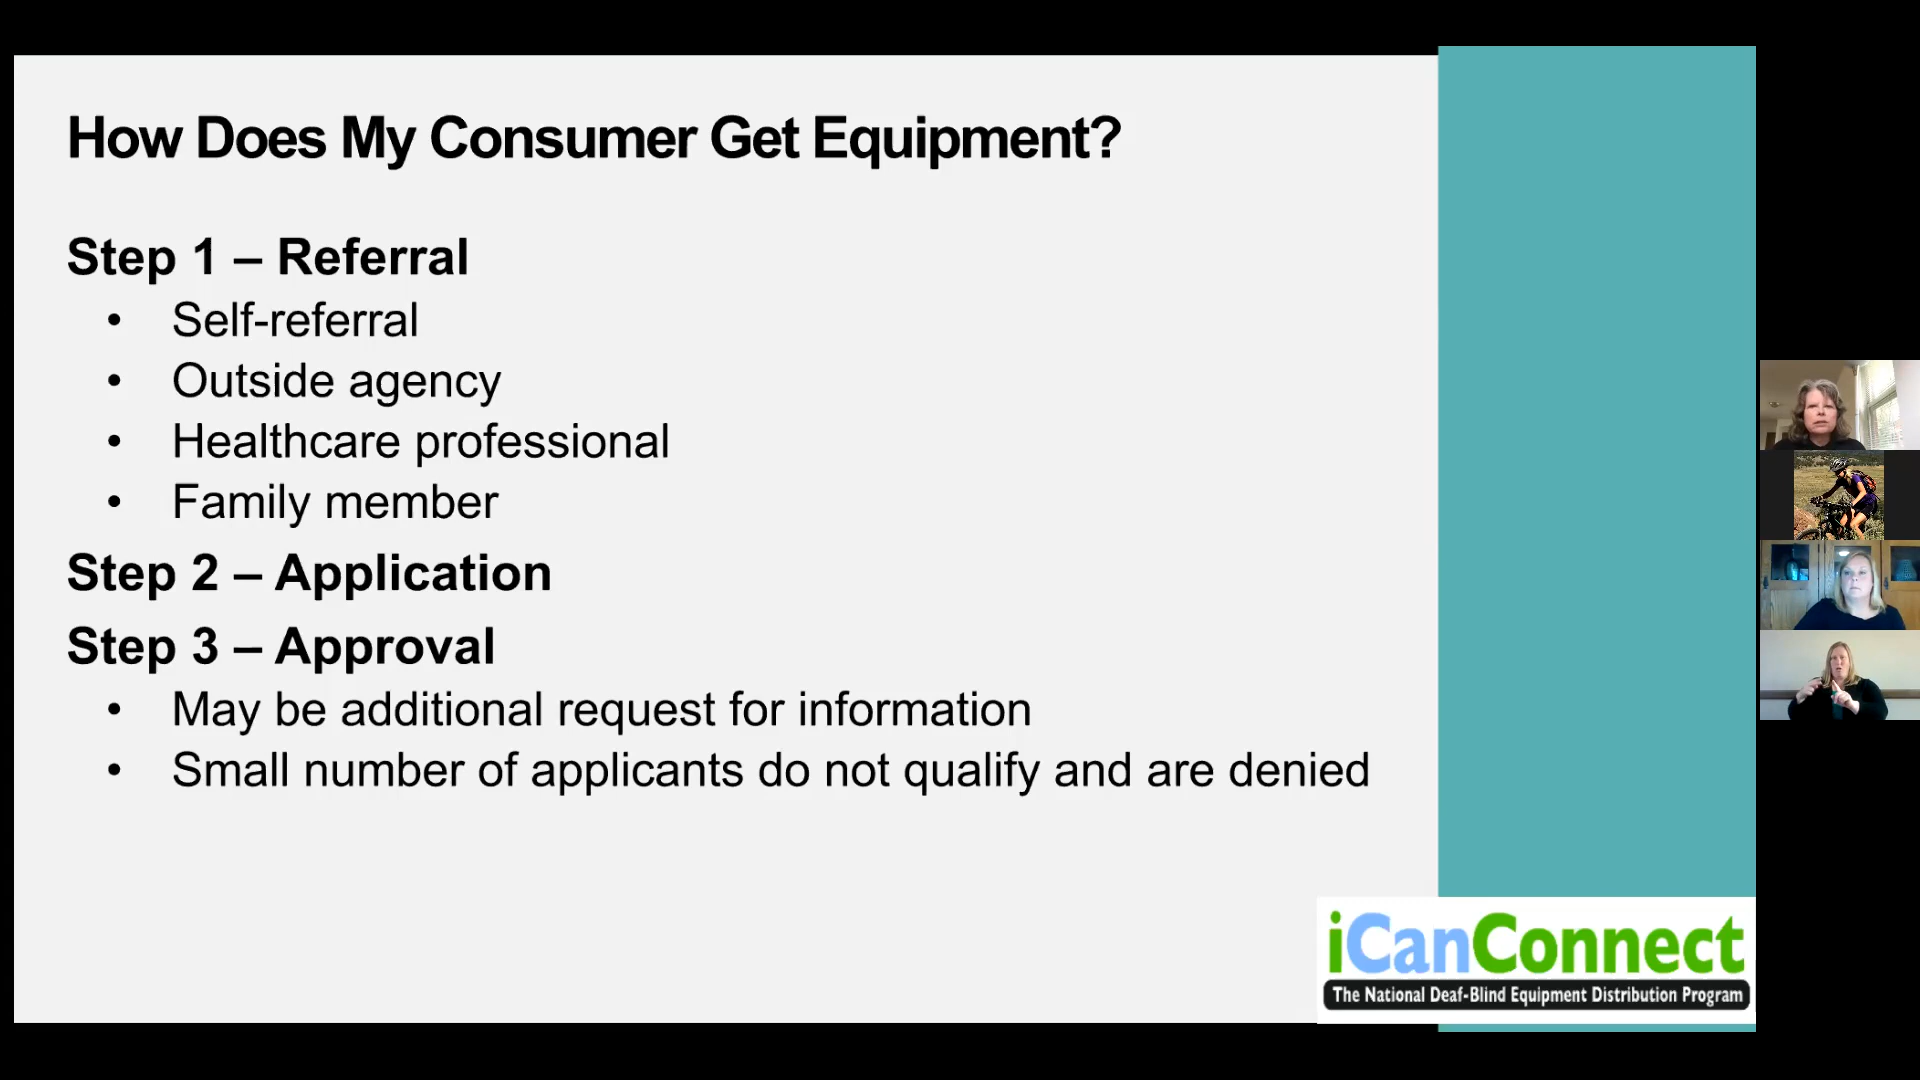 How Does My Consumer Get Equipment?
Step 1 – Referral
• Self-referral
• Outside agency
• Healthcare professional
• Family member
Step 2 – Application
Step 3 – Approval
• May be additional request for information
• Small number of applicants do not qualify and are denied
iCanConnect
The National Deaf-Blind Equipment Distribution Program